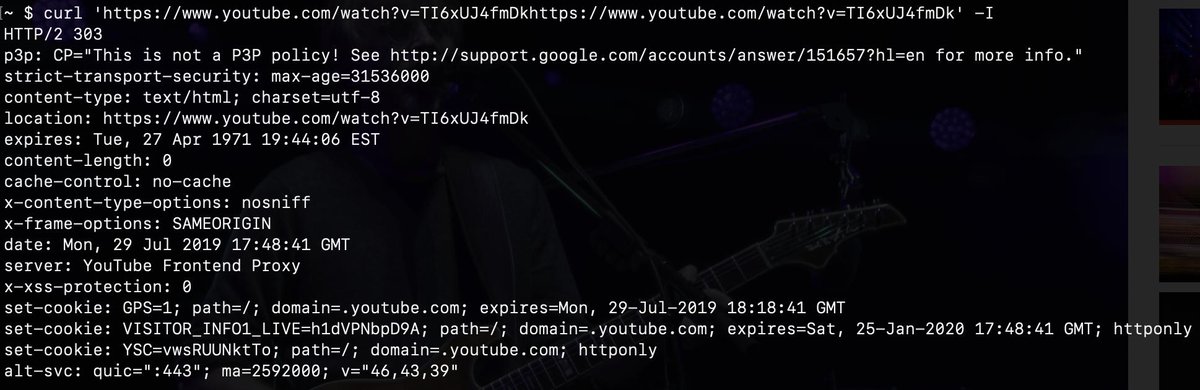 ~ $ curl 'https://www.youtube.com/watch?v=TI6xUJ4fmDkhttps://www.youtube.com/watch?v=TI6xUJ4fmDk' -I
HTTP/2 303
p3p: CP="This is not a P3P policy! See http://support.google.com/accounts/answer/151657?hl=en for more info."
strict-transport-security: max-age=31536000
content-type: text/html; charset=utf-8
location: https://www.youtube.com/watch?v=TI6xUJ4fmDk
expires: Tue, 27 Apr 1971 19:44:06 EST
content-length: 0
cache-control: no-cache
x-content-type-options: nosniff
x-frame-options: SAMEORIGIN
date: Mon, 29 Jul 2019 17:48:41 GMT
server: YouTube Frontend Proxy
x-xss-protection: 0
set-cookie: GPS=1; path=/; domain=.youtube.com; expires=Mon, 29-Jul-2019 18:18:41 GMT
set-cookie: VISITOR_INFO1_LIVE=h1dVPNbpD9A; path=/; domain=.youtube.com; expires=Sat, 25-Jan-2020 17:48:41 GMT; httponly
set-cookie: YSC=vwsRUUNktTo; path=/; domain=.youtube.com; httponly
alt-svc: quic=":443"; ma=2592000; v="46,43,39"